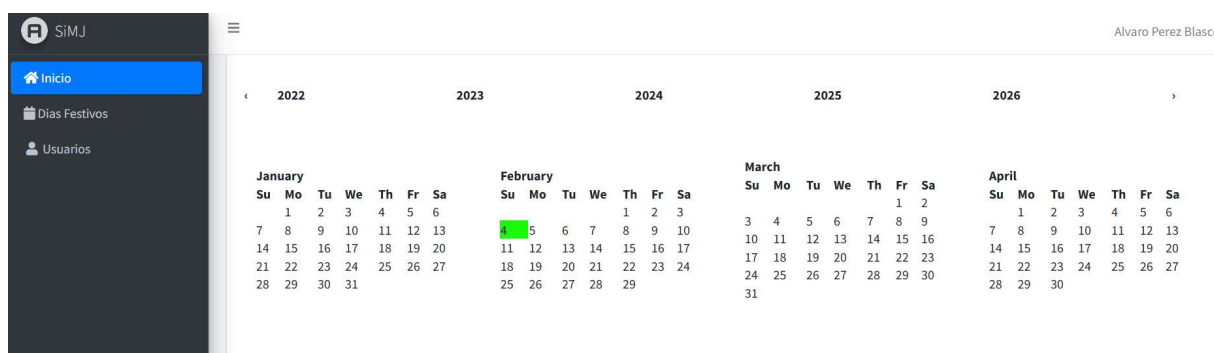 SiMJ
Alvaro Perez Blasc
Inicio
Dias Festivos
Usuarios
‹ 2022 2023 2024 2025 2026 ›
January
Su Mo Tu We Th Fr Sa
1 2 3 4 5 6
7 8 9 10 11 12 13
14 15 16 17 18 19 20
21 22 23 24 25 26 27
28 29 30 31
February
Su Mo Tu We Th Fr Sa
1 2 3
4 5 6 7 8 9 10
11 12 13 14 15 16 17
18 19 20 21 22 23 24
25 26 27 28 29
March
Su Mo Tu We Th Fr Sa
1 2
3 4 5 6 7 8 9
10 11 12 13 14 15 16
17 18 19 20 21 22 23
24 25 26 27 28 29 30
31
April
Su Mo Tu We Th Fr Sa
1 2 3 4 5 6
7 8 9 10 11 12 13
14 15 16 17 18 19 20
21 22 23 24 25 26 27
28 29 30